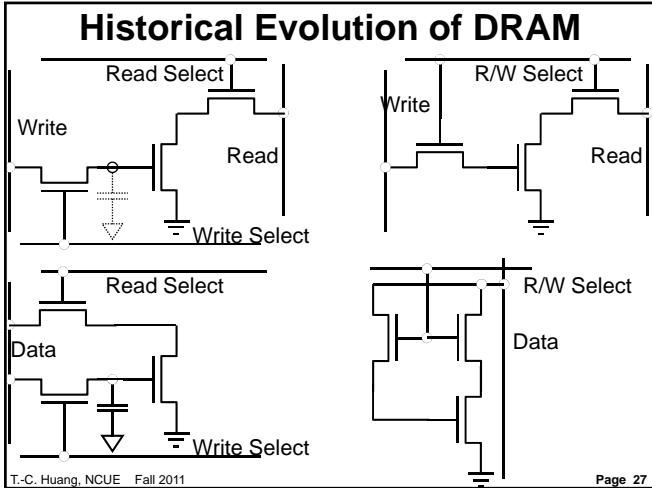 Historical Evolution of DRAM
Read Select
Write
Read
Write Select
R/W Select
Write
Read
Read Select
Data
Write Select
R/W Select
Data
T.-C. Huang, NCUE Fall 2011
Page 27